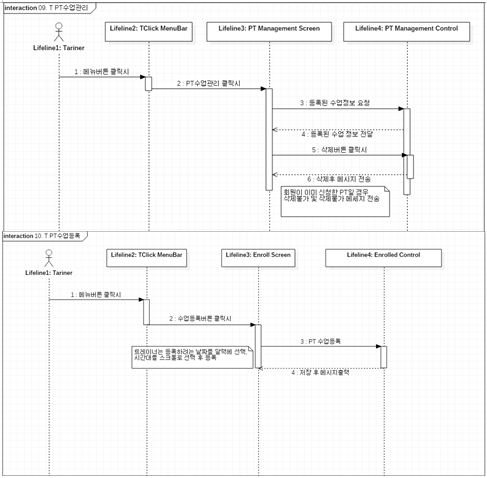 interaction 09. T PT수업관리
Lifeline1: Tariner
Lifeline2: TClick MenuBar
Lifeline3: PT Management Screen
Lifeline4: PT Management Control
1 : 메뉴버튼 클릭시
2 : PT수업관리 클릭시
3 : 등록된 수업정보 요청
4 : 등록된 수업 정보 전달
5 : 삭제버튼 클릭시
6 : 삭제후 메시지 전송
회원이 이미 신청한 PT일 경우
삭제불가 및 삭제불가 메세지 전송
interaction 10. T PT수업등록
Lifeline1: Tariner
Lifeline2: TClick MenuBar
Lifeline3: Enroll Screen
Lifeline4: Enrolled Control
1 : 메뉴버튼 클릭시
2 : 수업등록버튼 클릭시
3 : PT 수업등록
트레이너는 등록하려는 날짜를 달력에 선택,
시간대를 스크롤로 선택 후 등록
4 : 저장 후 메시지출력